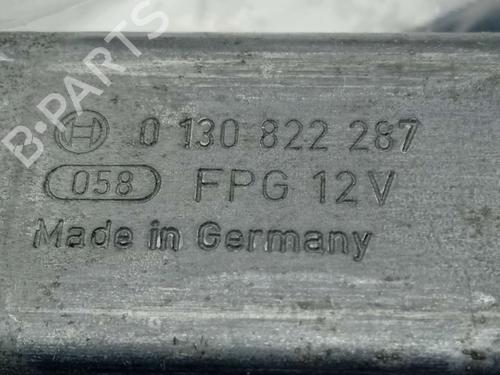 B-PARTS
0 130 822 287
058 FPG 12V
Made in Germany